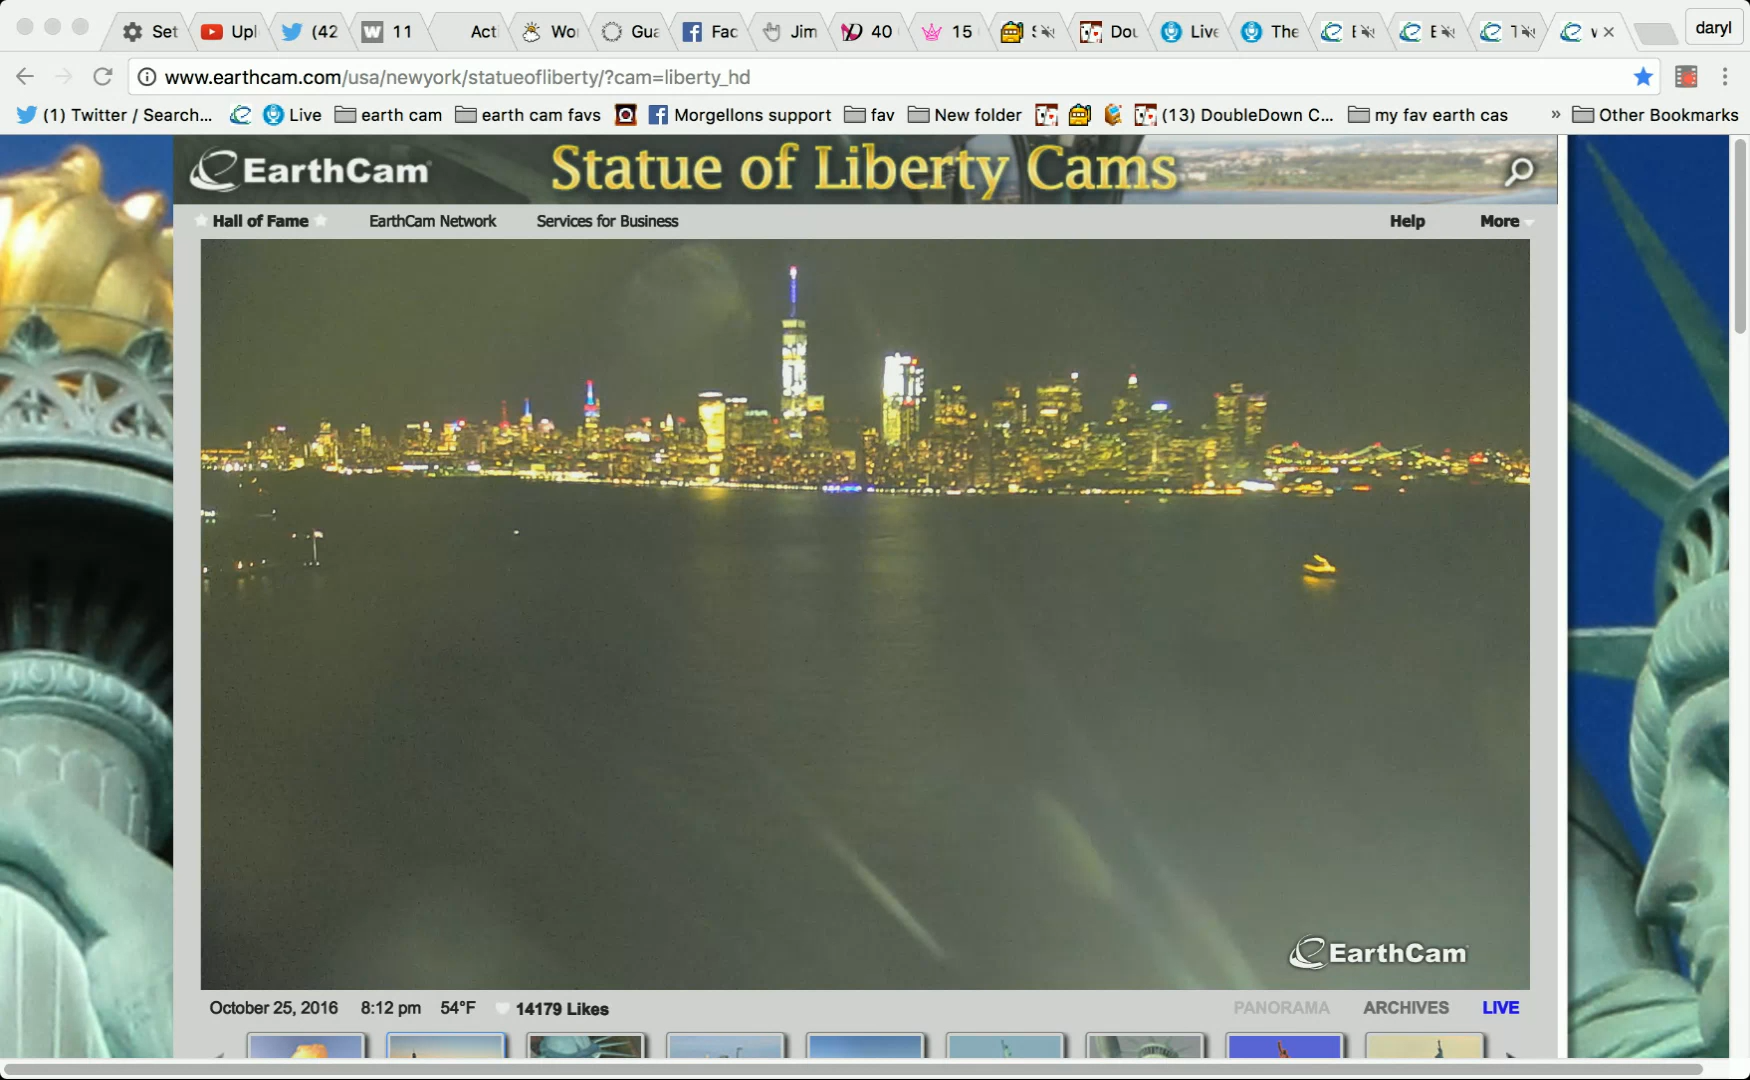 Set
Upl
(42
11
Acti
Wo
Gua
Fac
Jim
40
15
S
Dou
Live
The
E
E
T
daryl
www.earthcam.com/usa/newyork/statueofliberty/?cam=liberty_hd
(1) Twitter / Search...
Live
earth cam
earth cam favs
Morgellons support
fav
New folder
(13) DoubleDown C...
my fav earth cas
»
Other Bookmarks
EarthCam
Statue of Liberty Cams
Hall of Fame
EarthCam Network
Services for Business
Help
More
EarthCam
October 25, 2016
8:12 pm
54°F
14179 Likes
PANORAMA
ARCHIVES
LIVE